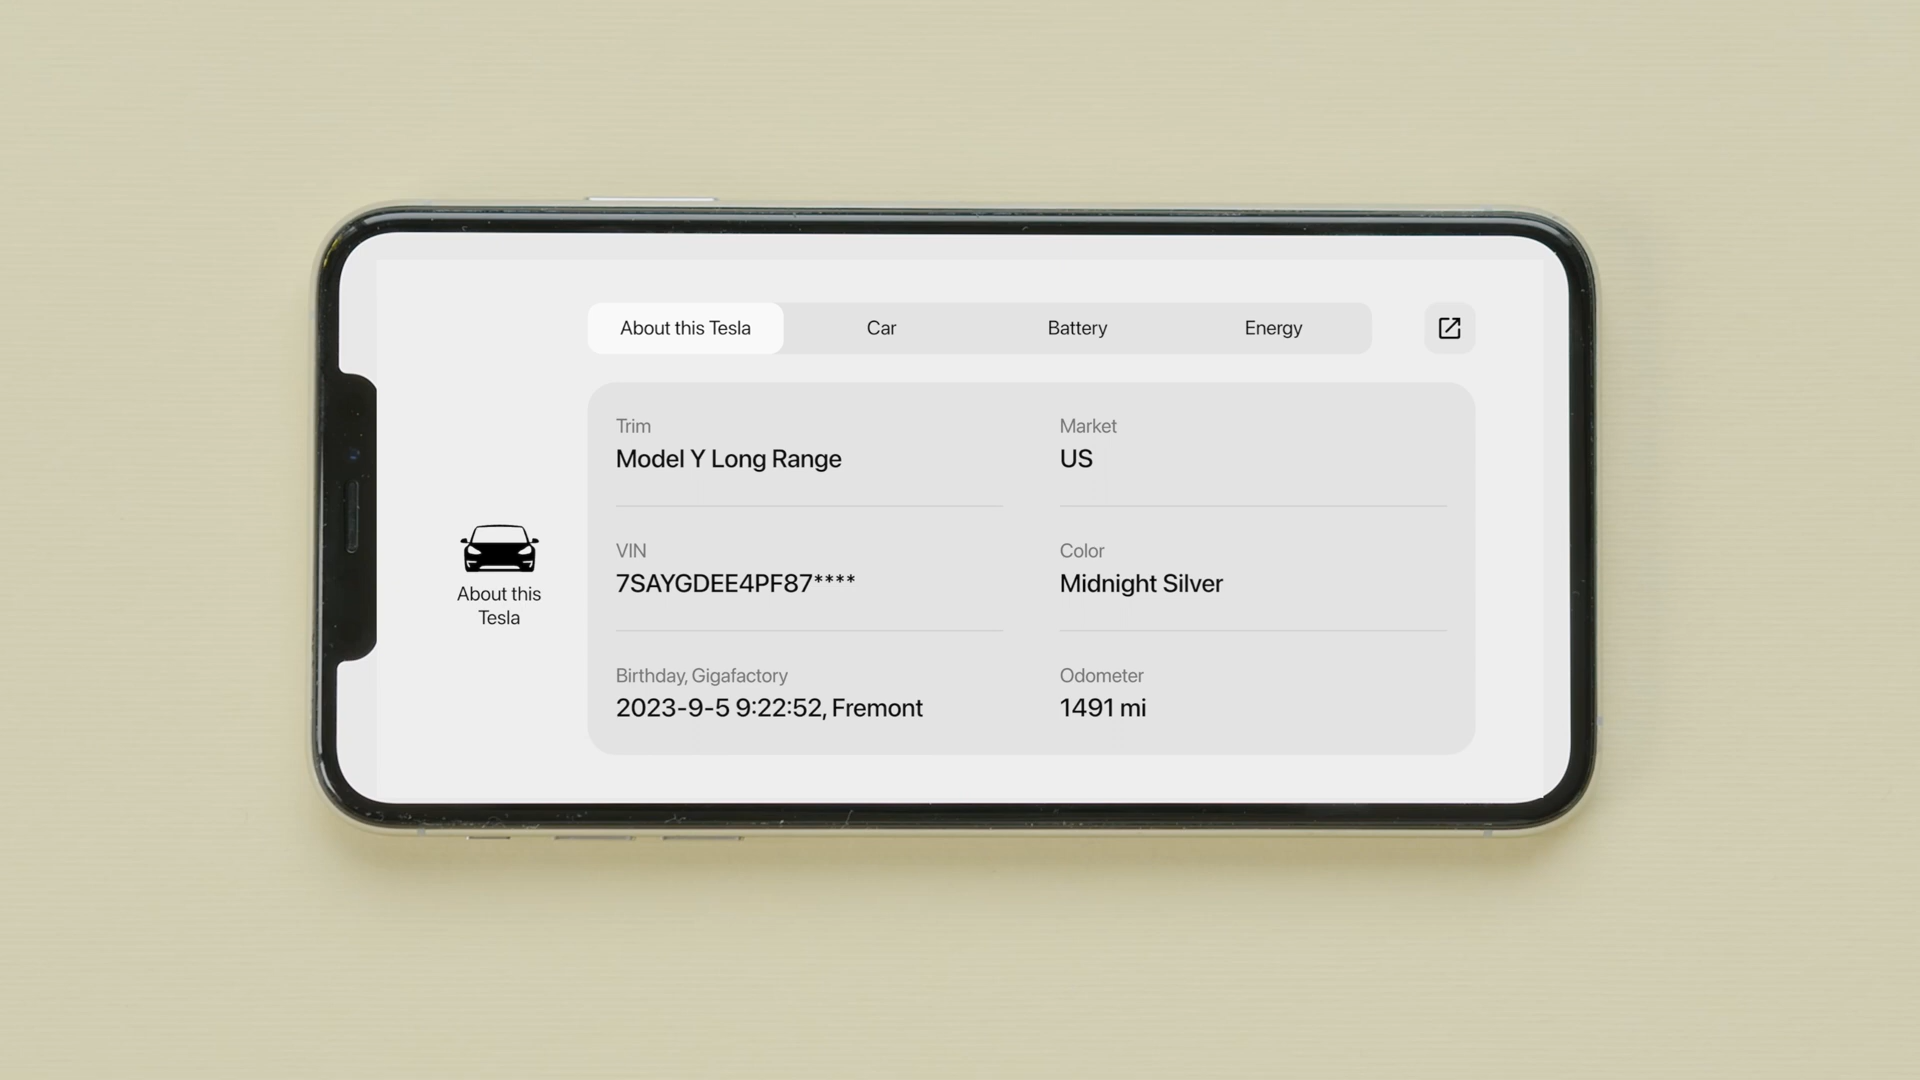 About this Tesla
Car
Battery
Energy
Trim
Model Y Long Range
Market
US
VIN
7SAYGDEE4PF87****
Color
Midnight Silver
About this
Tesla
Birthday, Gigafactory
2023-9-5 9:22:52, Fremont
Odometer
1491 mi